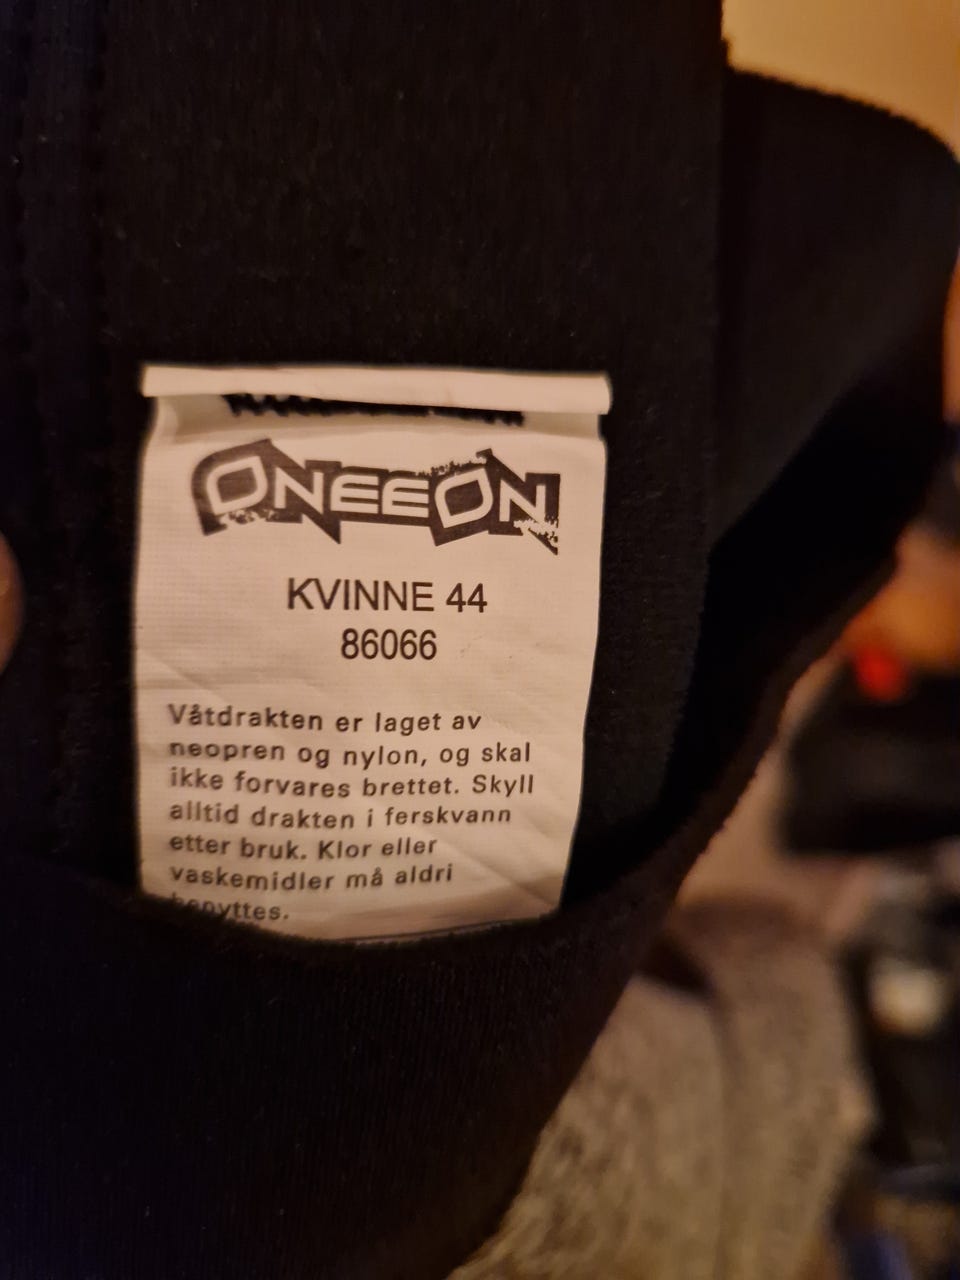 ONEEON
KVINNE 44
86066
Våtdrakten er laget av
neopren og nylon, og skal
ikke forvares brettet. Skyll
alltid drakten i ferskvann
etter bruk. Klor eller
vaskemidler må aldri
benyttes.